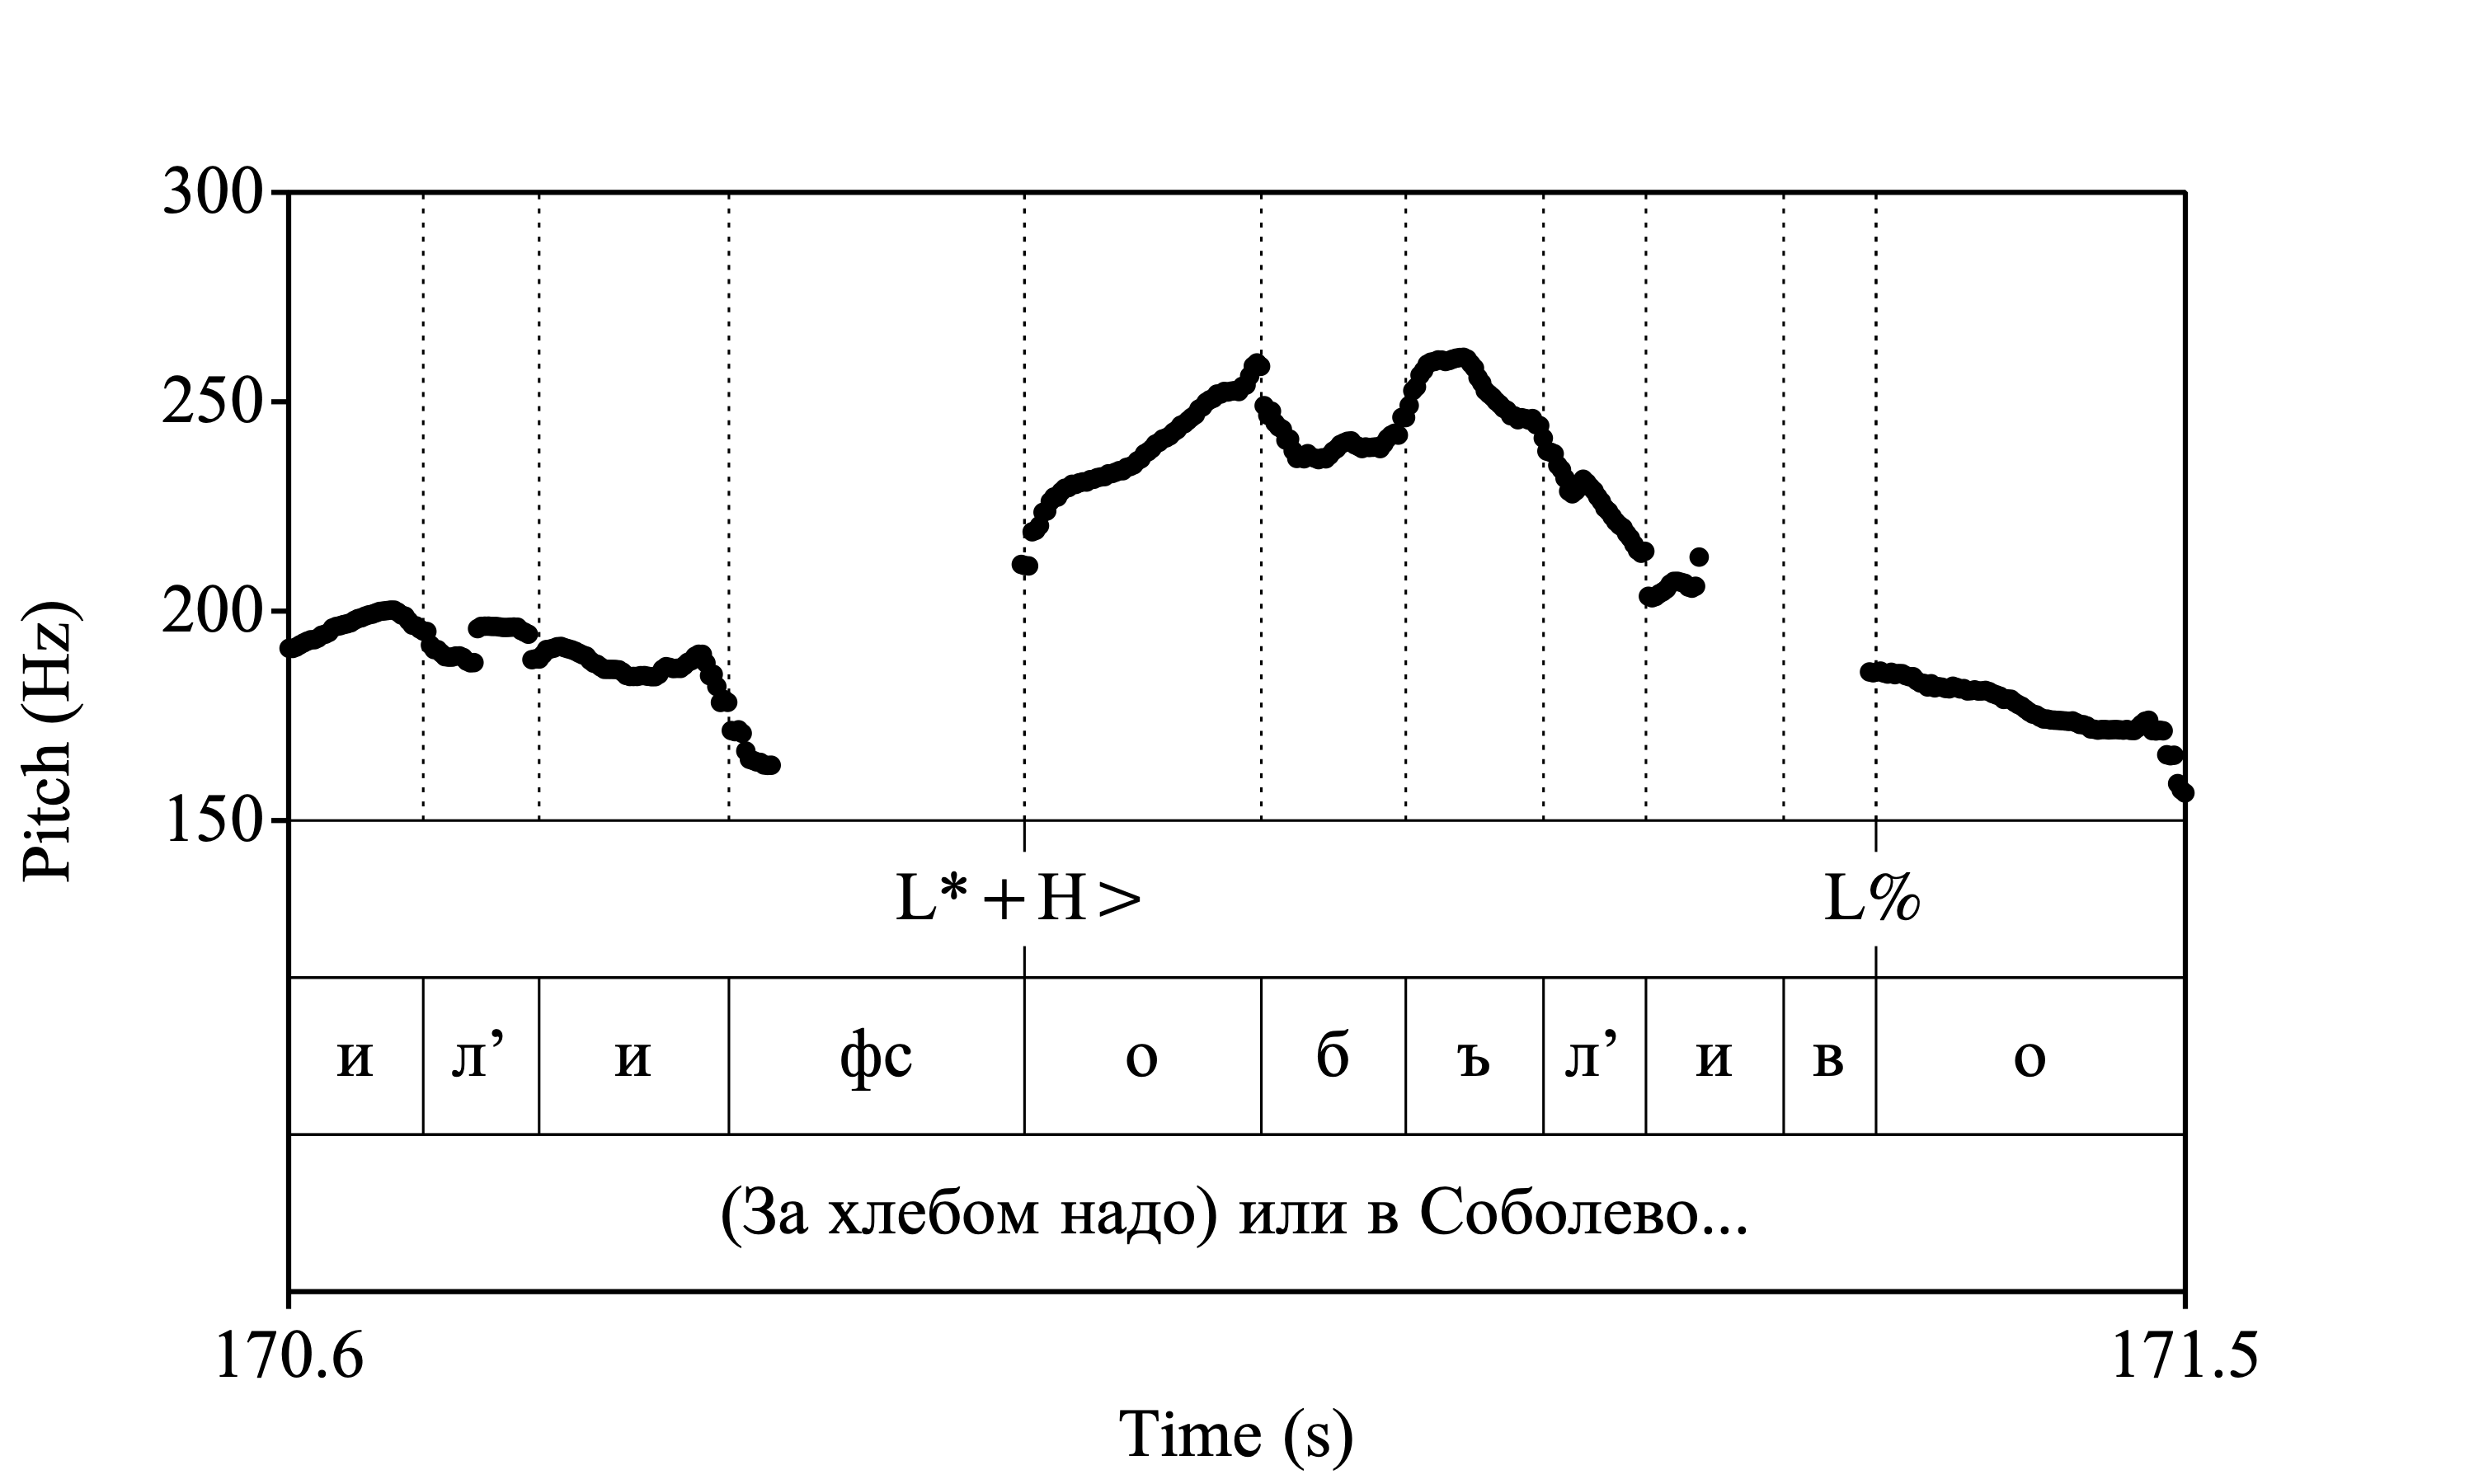 300
250
200
150
Pitch (Hz)
L*+H> L%
и л’ и фс о б ъ л’ и в о
(За хлебом надо) или в Соболево...
170.6 171.5
Time (s)